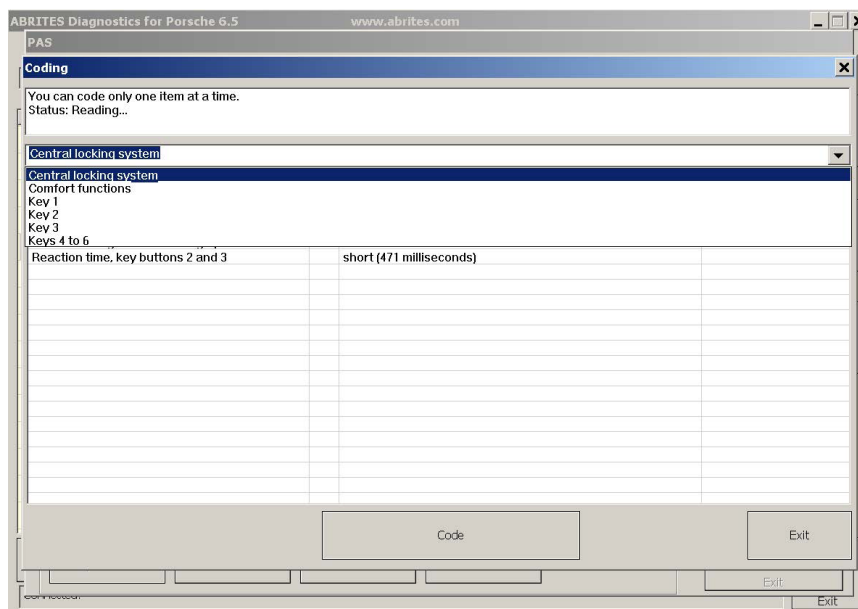 ABRITES Diagnostics for Porsche 6.5 www.abrites.com
PAS
Coding
You can code only one item at a time.
Status: Reading...
Central locking system
Central locking system
Comfort functions
Key 1
Key 2
Key 3
Keys 4 to 6
Reaction time, key buttons 2 and 3 short (471 milliseconds)
Code Exit
Exit
Exit